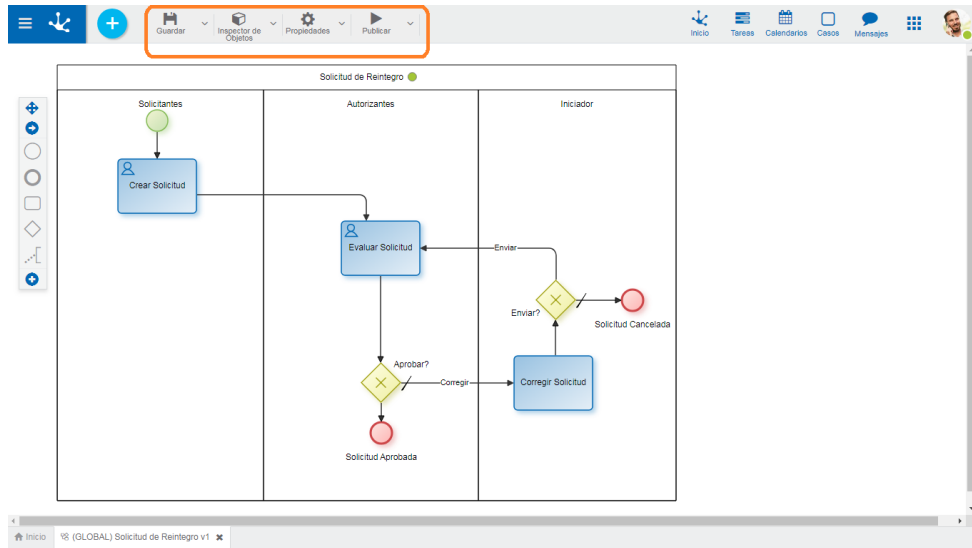 Guardar
Inspector de
Objetos
Propiedades
Publicar
Inicio
Tareas
Calendarios
Casos
Mensajes
Solicitud de Reintegro
Solicitantes
Autorizantes
Iniciador
Crear Solicitud
Evaluar Solicitud
Enviar
Enviar?
Solicitud Cancelada
Aprobar?
Corregir
Corregir Solicitud
Solicitud Aprobada
Inicio
(GLOBAL) Solicitud de Reintegro v1